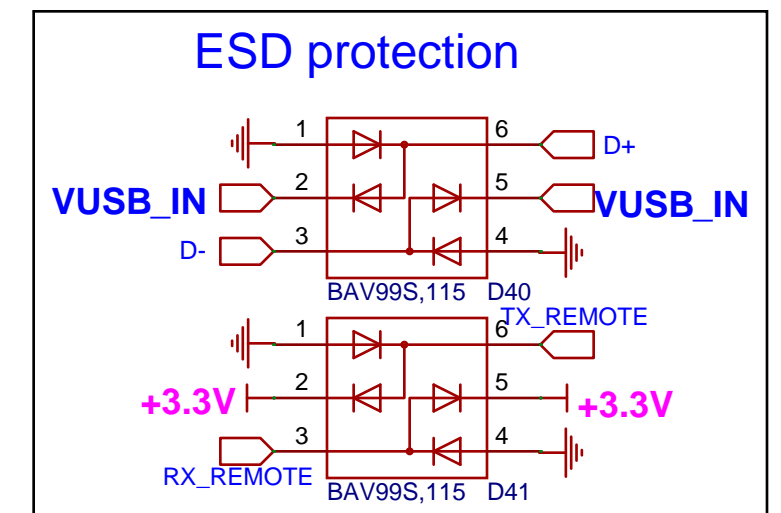 ESD protection
1 6 D+
VUSB_IN 2 5 VUSB_IN
D- 3 4
BAV99S,115 D40
TX_REMOTE
1 6
+3.3V 2 5 +3.3V
3 4
RX_REMOTE
BAV99S,115 D41